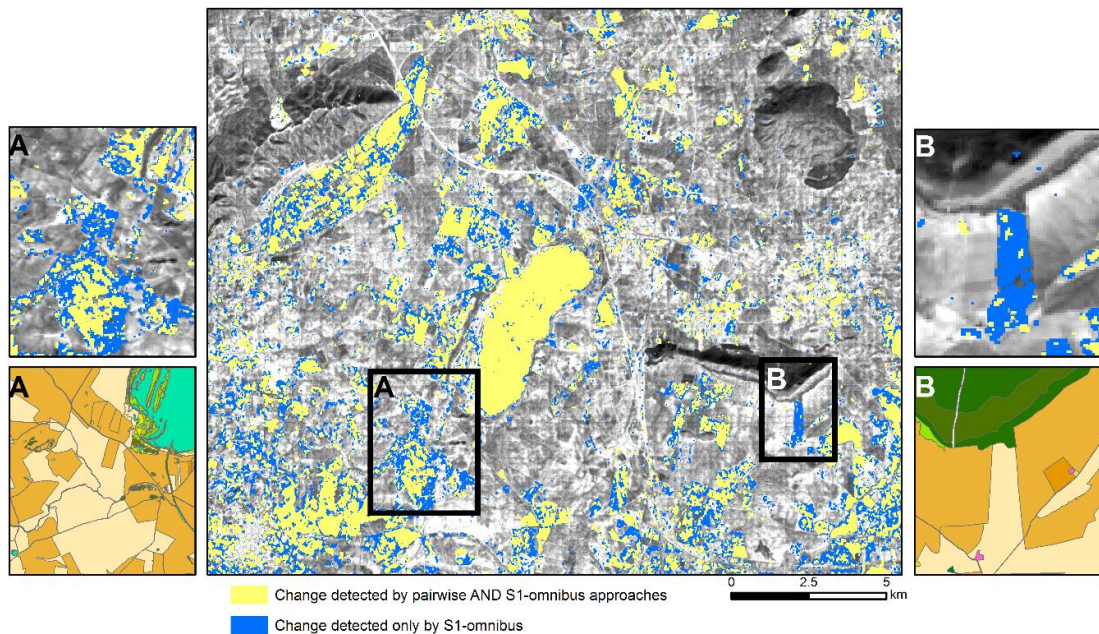 A
B
A
B
A
B
0 2.5 5
km
Change detected by pairwise AND S1-omnibus approaches
Change detected only by S1-omnibus